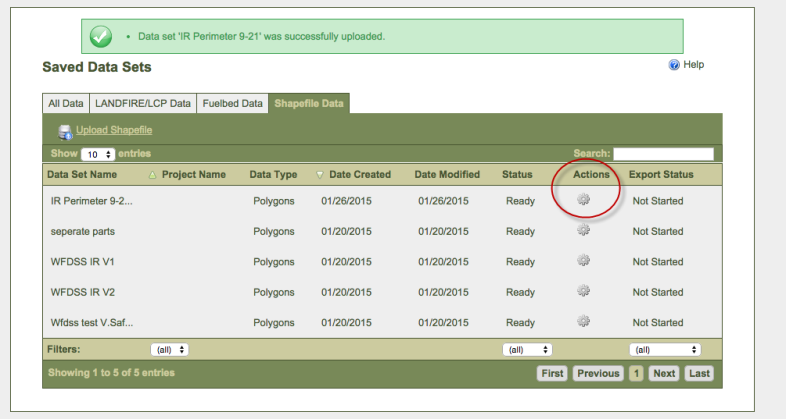 • Data set 'IR Perimeter 9-21' was successfully uploaded.
Saved Data Sets
Help
All Data LANDFIRE/LCP Data Fuelbed Data Shapefile Data
Upload Shapefile
Show 10 entries Search:
Data Set Name Project Name Data Type Date Created Date Modified Status Actions Export Status
IR Perimeter 9-2... Polygons 01/26/2015 01/26/2015 Ready Not Started
seperate parts Polygons 01/20/2015 01/20/2015 Ready Not Started
WFDSS IR V1 Polygons 01/20/2015 01/20/2015 Ready Not Started
WFDSS IR V2 Polygons 01/20/2015 01/20/2015 Ready Not Started
Wfdss test V.Saf... Polygons 01/20/2015 01/20/2015 Ready Not Started
Filters: (all) (all) (all)
Showing 1 to 5 of 5 entries First Previous 1 Next Last